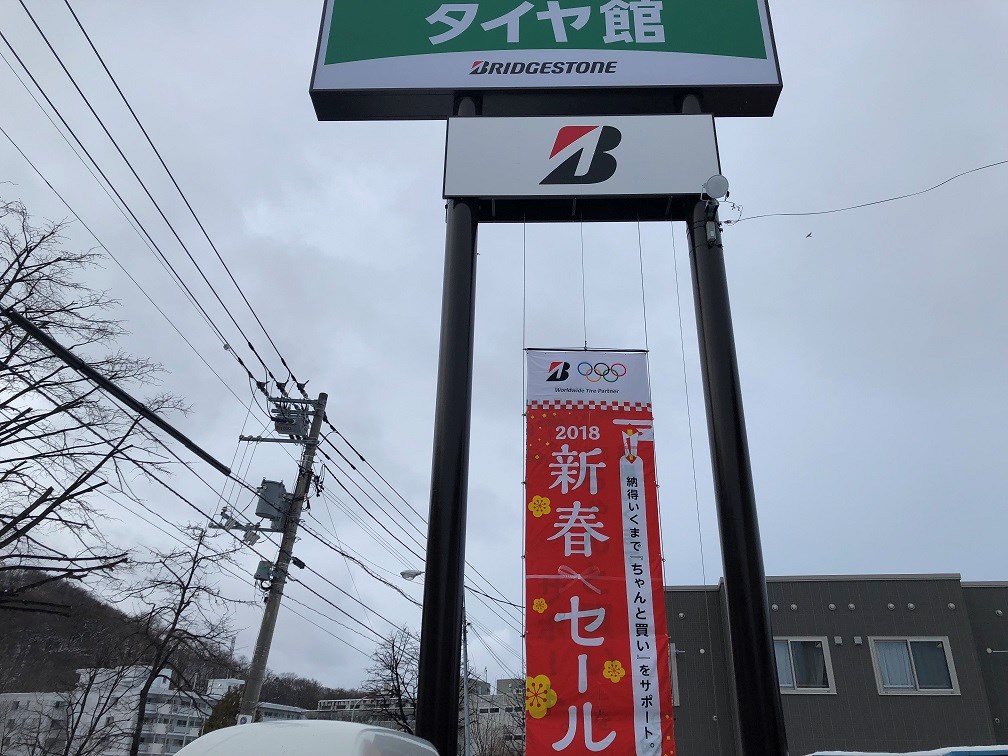 タイヤ館
BRIDGESTONE
B
B
Worldwide Tire Partner
2018
新春セール
納得いくまで『ちゃんと買い』をサポート。